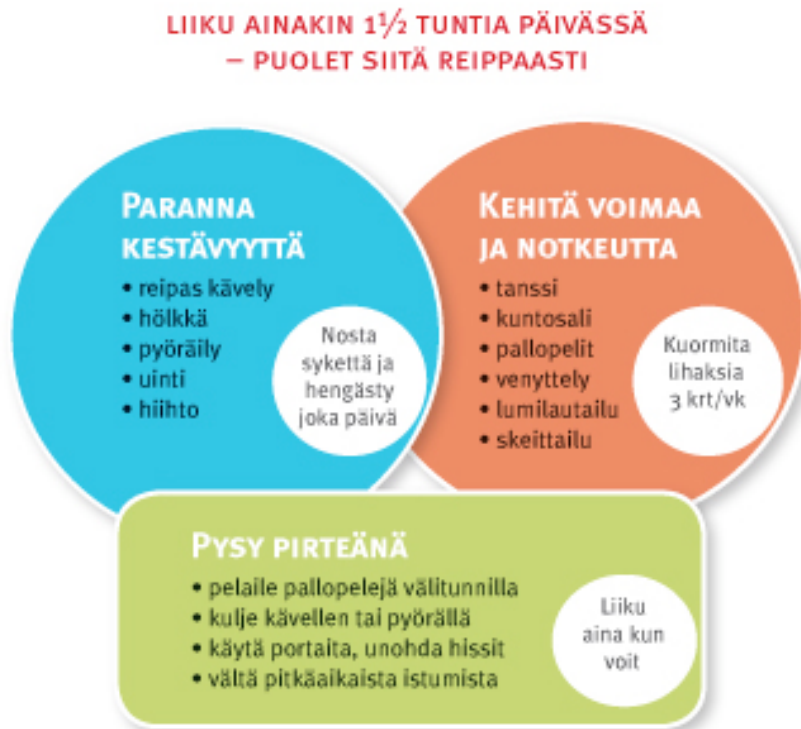 LIIKU AINAKIN 1½ TUNTIA PÄIVÄSSÄ
– PUOLET SIITÄ REIPPAASTI
PARANNA
KESTÄVYYTTÄ
• reipas kävely
• hölkkä
• pyöräily
• uinti
• hiihto
Nosta
sykettä ja
hengästy
joka päivä
KEHITÄ VOIMAA
JA NOTKEUTTA
• tanssi
• kuntosali
• pallopelit
• venyttely
• lumilautailu
• skeittailu
Kuormita
lihaksia
3 krt/vk
PYSY PIRTEÄNÄ
• pelaile pallopelejä välitunnilla
• kulje kävellen tai pyörällä
• käytä portaita, unohda hissit
• vältä pitkäaikaista istumista
Liiku
aina kun
voit